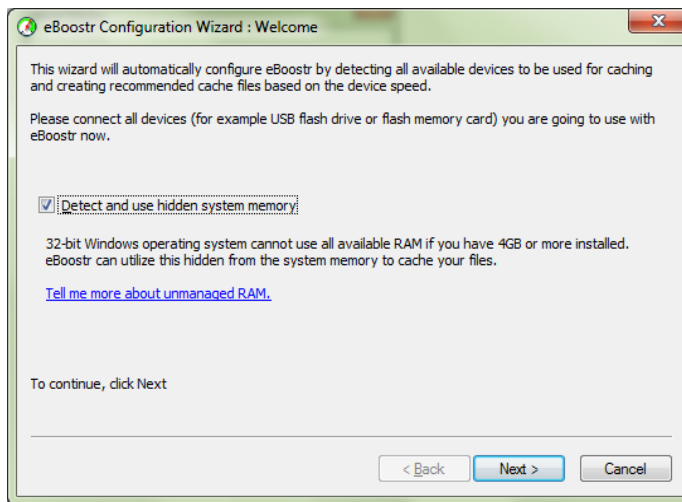 eBoostr Configuration Wizard : Welcome
This wizard will automatically configure eBoostr by detecting all available devices to be used for caching
and creating recommended cache files based on the device speed.
Please connect all devices (for example USB flash drive or flash memory card) you are going to use with
eBoostr now.
Detect and use hidden system memory
32-bit Windows operating system cannot use all available RAM if you have 4GB or more installed.
eBoostr can utilize this hidden from the system memory to cache your files.
Tell me more about unmanaged RAM.
To continue, click Next
< Back Next > Cancel